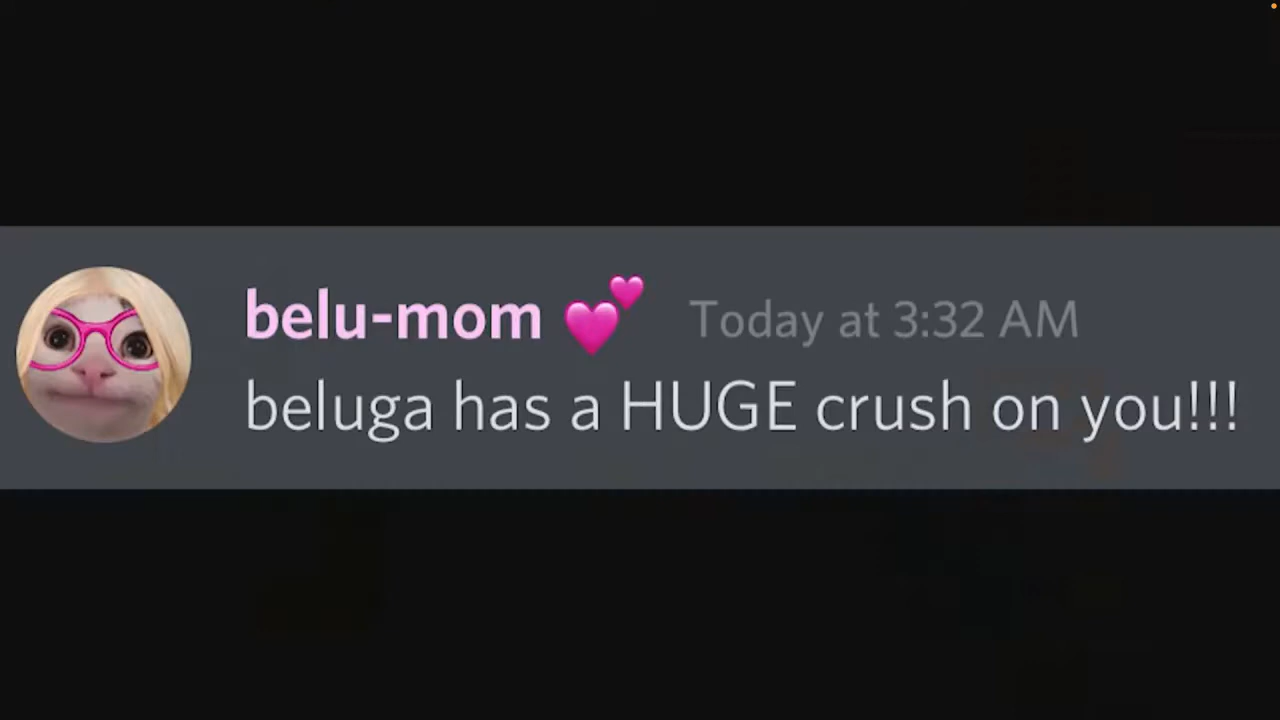 belu-mom 💕 Today at 3:32 AM
beluga has a HUGE crush on you!!!